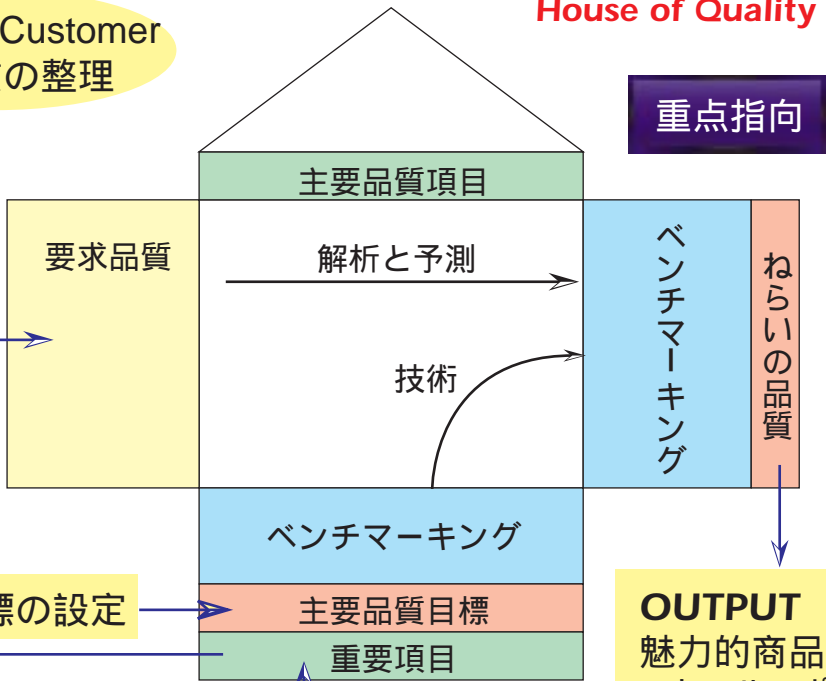 House of Quality
Customer
の整理
重点指向
主要品質項目
要求品質
解析と予測
技術
ベンチマーキング
ねらいの品質
ベンチマーキング
標の設定
主要品質目標
重要項目
OUTPUT
魅力的商品